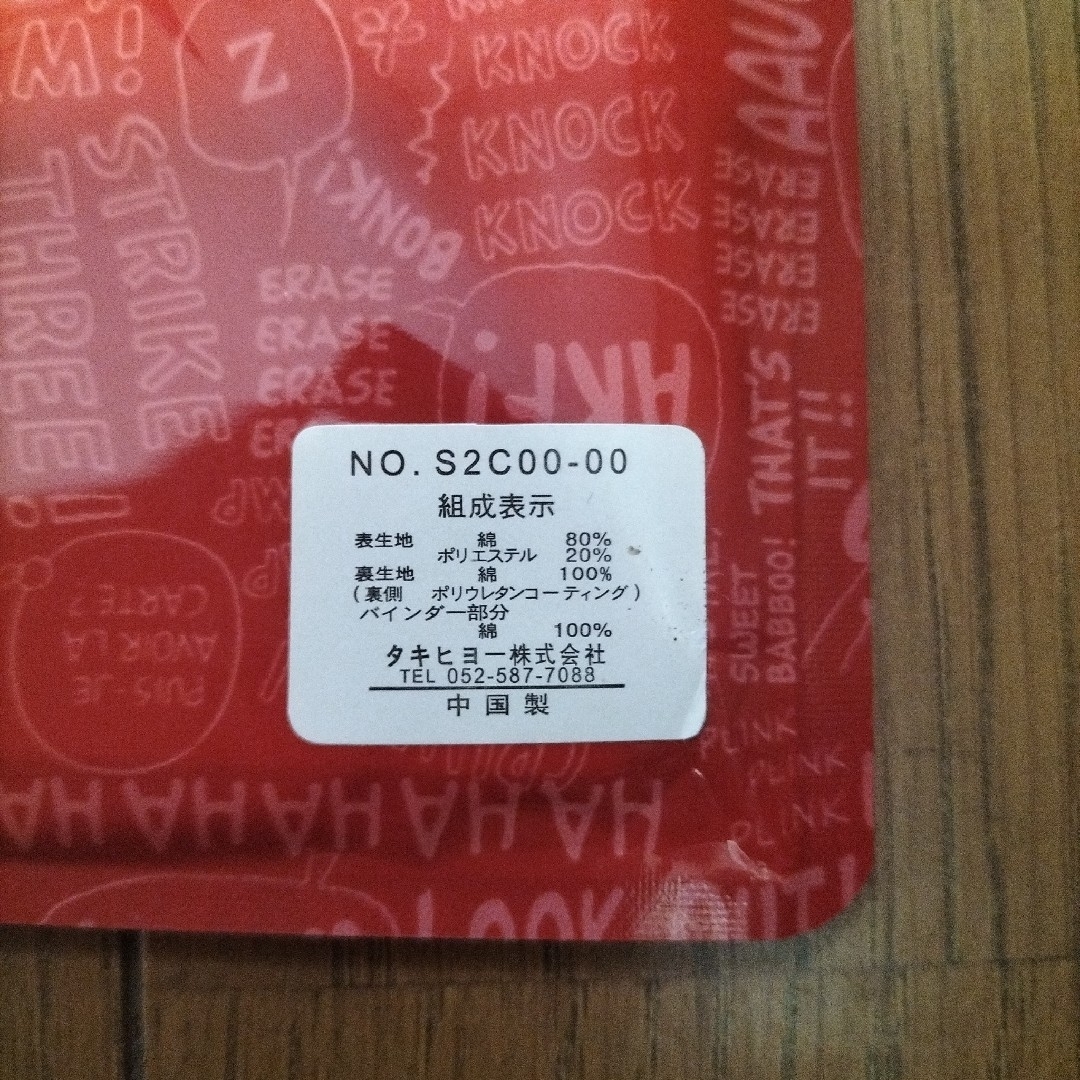 Z
KNOCK
KNOCK
KNOCK
STRIKE
THREE!
BONK!
ERASE
ERASE
ERASE
ERASE
ERASE
ERASE
ERASE
ARF!
THAT'S
IT!!
SWEET
BABBOO!
NO. S2C00-00
組成表示
表生地 綿 80%
ポリエステル 20%
裏生地 綿 100%
(裏側 ポリウレタンコーティング)
バインダー部分
綿 100%
タキヒヨー株式会社
TEL 052-587-7088
中国製
PLINK
PLINK
PLINK
HAHAHAHAHAHAHA